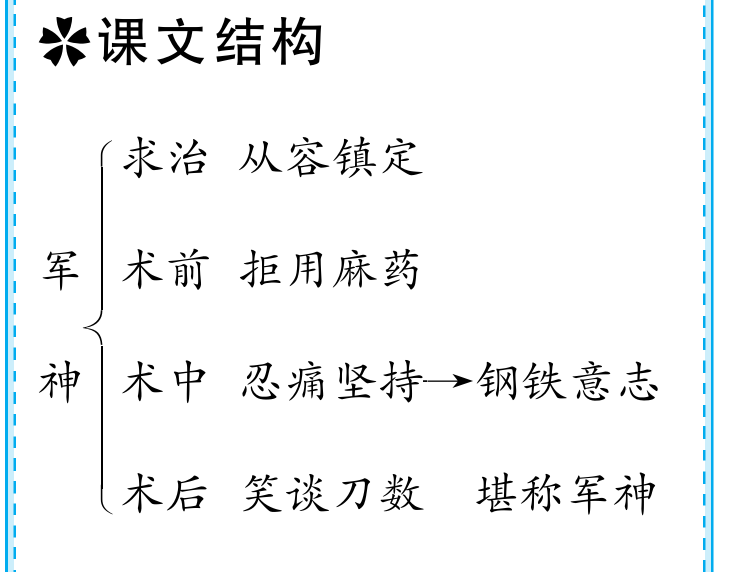 课文结构
求治 从容镇定
军 术前 拒用麻药
神 术中 忍痛坚持→钢铁意志
术后 笑谈刀数 堪称军神